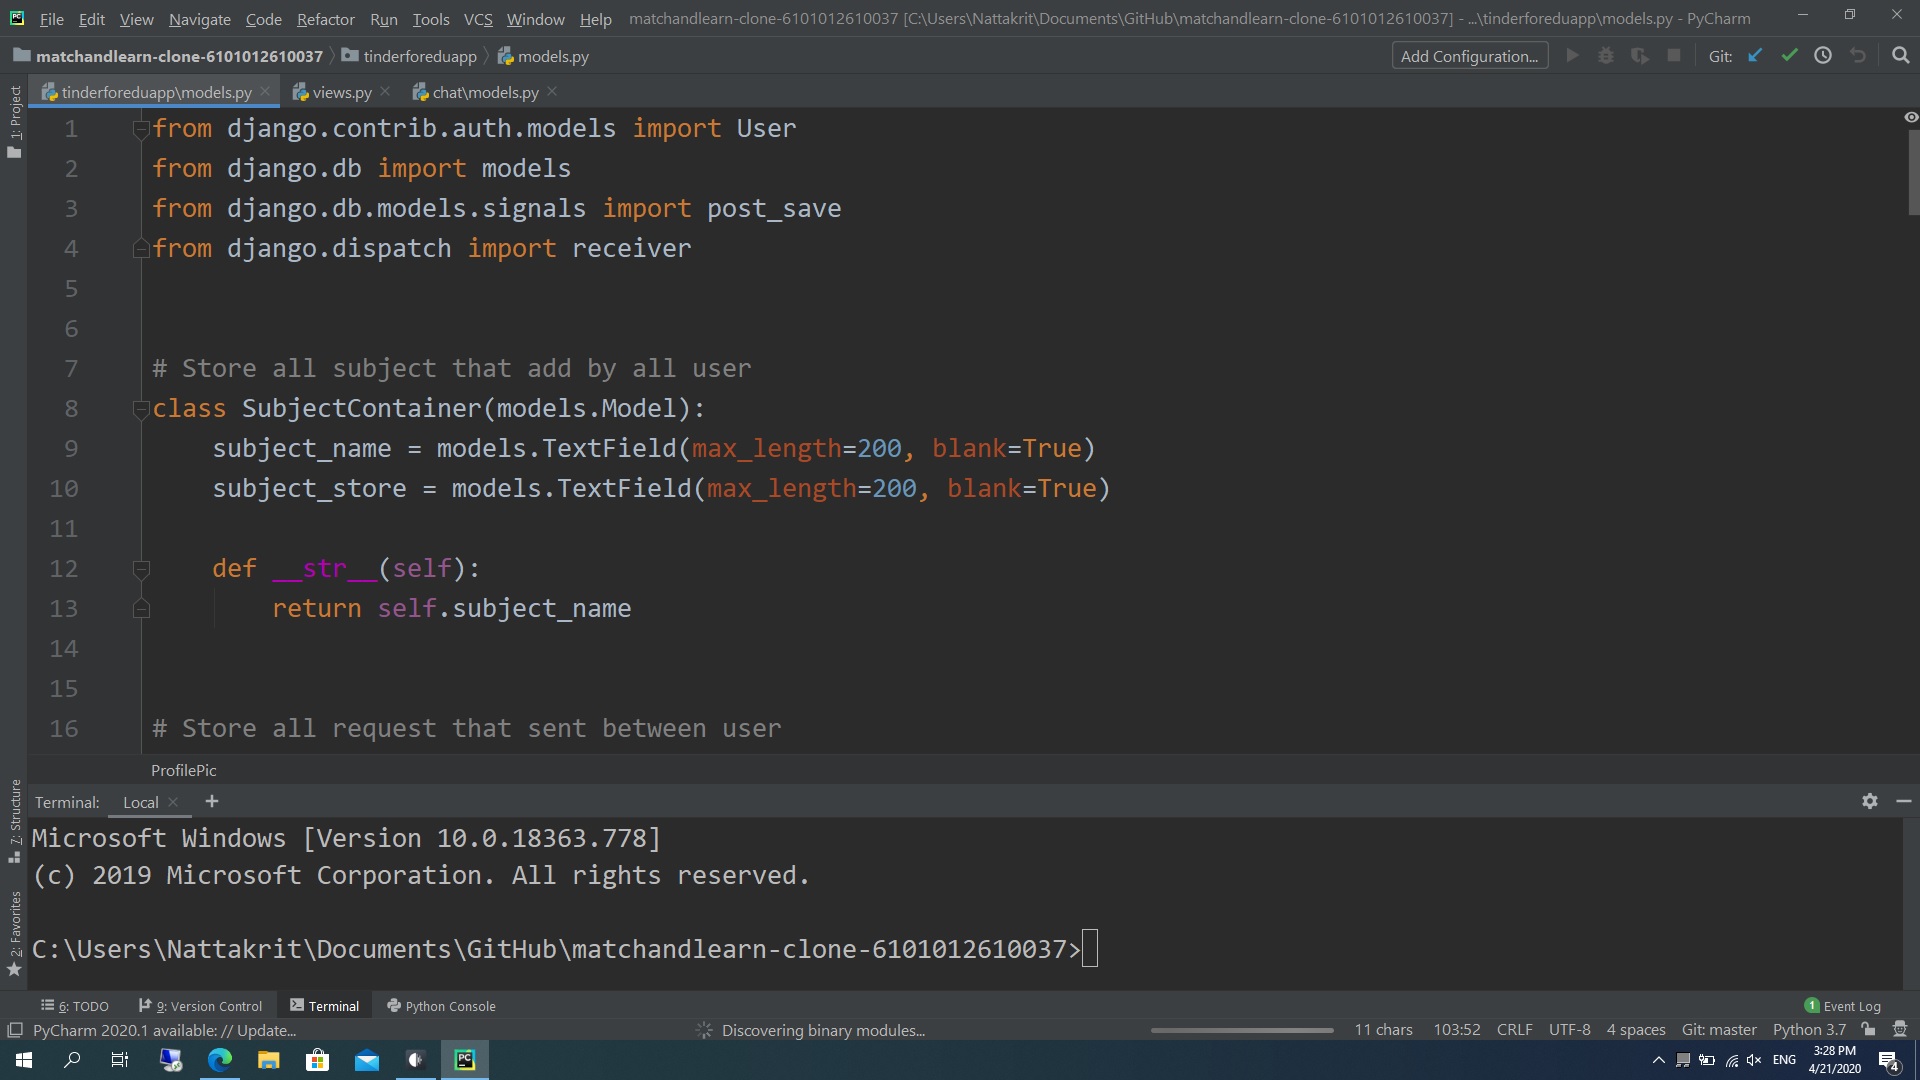 File Edit View Navigate Code Refactor Run Tools VCS Window Help matchandlearn-clone-6101012610037 [C:\Users\Nattakrit\Documents\GitHub\matchandlearn-clone-6101012610037] - ...\tinderforeduapp\models.py - PyCharm
matchandlearn-clone-6101012610037 tinderforeduapp models.py Add Configuration... Git:
1: Project
tinderforeduapp\models.py views.py chat\models.py
1 from django.contrib.auth.models import User
2 from django.db import models
3 from django.db.models.signals import post_save
4 from django.dispatch import receiver
5
6
7 # Store all subject that add by all user
8 class SubjectContainer(models.Model):
9 subject_name = models.TextField(max_length=200, blank=True)
10 subject_store = models.TextField(max_length=200, blank=True)
11
12 def __str__(self):
13 return self.subject_name
14
15
16 # Store all request that sent between user
ProfilePic
7: Structure
2: Favorites
Terminal: Local +
Microsoft Windows [Version 10.0.18363.778]
(c) 2019 Microsoft Corporation. All rights reserved.
C:\Users\Nattakrit\Documents\GitHub\matchandlearn-clone-6101012610037>
6: TODO 9: Version Control Terminal Python Console 1 Event Log
PyCharm 2020.1 available: // Update... Discovering binary modules... 11 chars 103:52 CRLF UTF-8 4 spaces Git: master Python 3.7
PC ENG 3:28 PM
4/21/2020 4